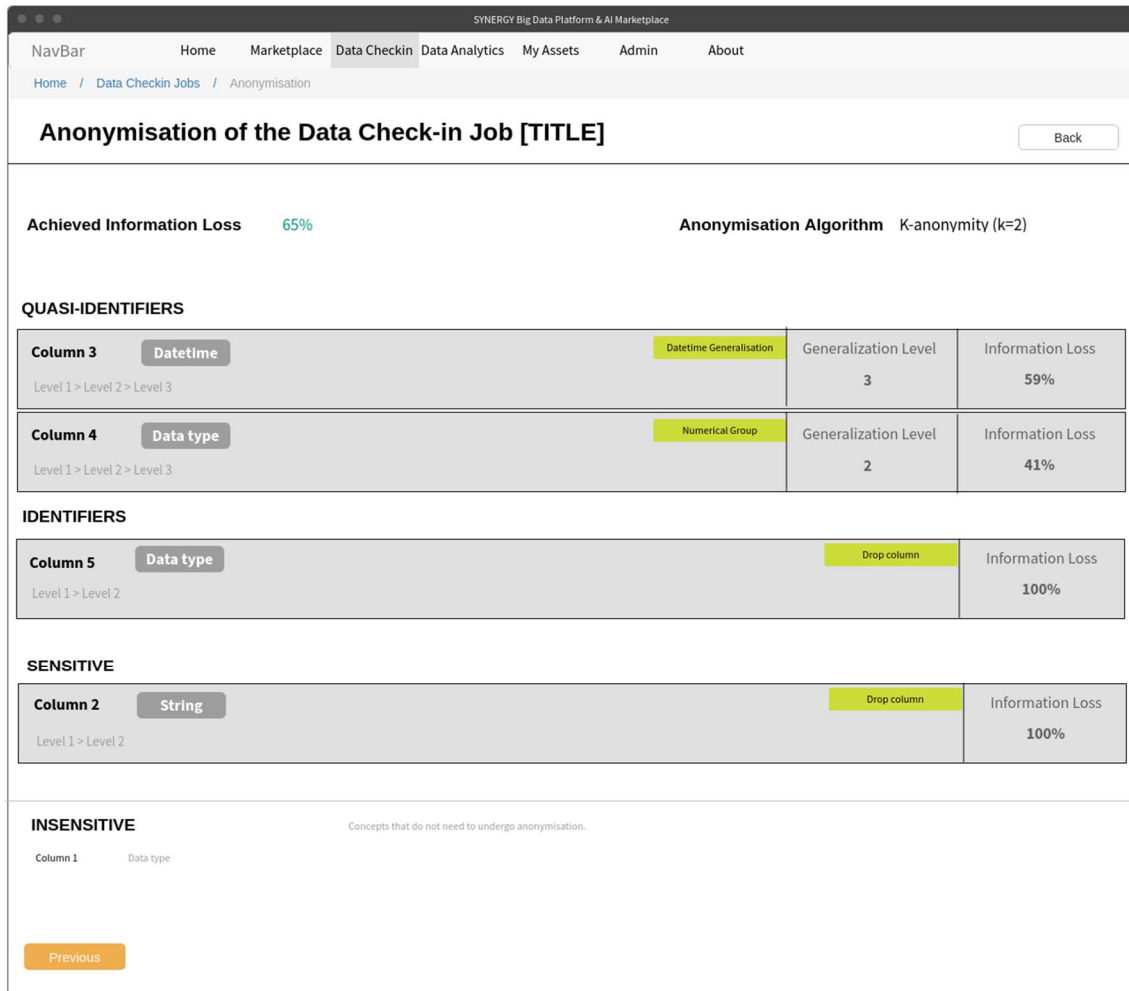 SYNERGY Big Data Platform & AI Marketplace
NavBar Home Marketplace Data Checkin Data Analytics My Assets Admin About
Home / Data Checkin Jobs / Anonymisation
Anonymisation of the Data Check-in Job [TITLE]
Back
Achieved Information Loss 65% Anonymisation Algorithm K-anonymity (k=2)
QUASI-IDENTIFIERS
Column 3 Datetime Datetime Generalisation Generalization Level Information Loss
3 59%
Level 1 > Level 2 > Level 3
Column 4 Data type Numerical Group Generalization Level Information Loss
2 41%
Level 1 > Level 2 > Level 3
IDENTIFIERS
Column 5 Data type Drop column Information Loss
100%
Level 1 > Level 2
SENSITIVE
Column 2 String Drop column Information Loss
100%
Level 1 > Level 2
INSENSITIVE Concepts that do not need to undergo anonymisation.
Column 1 Data type
Previous